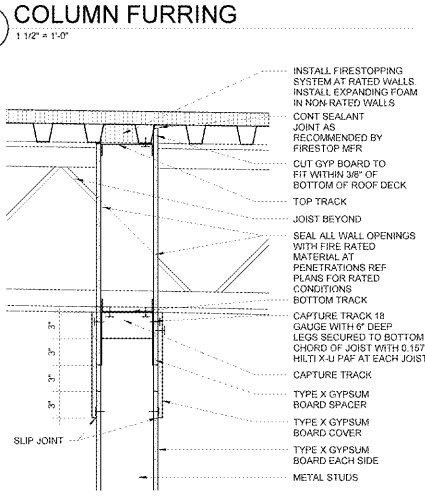 COLUMN FURRING
1 1/2" = 1'-0"
INSTALL FIRESTOPPING
SYSTEM AT RATED WALLS.
INSTALL EXPANDING FOAM
IN NON-RATED WALLS
CONT SEALANT
JOINT AS
RECOMMENDED BY
FIRESTOP MFR
CUT GYP BOARD TO
FIT WITHIN 3/8" OF
BOTTOM OF ROOF DECK
TOP TRACK
JOIST BEYOND
SEAL ALL WALL OPENINGS
WITH FIRE RATED
MATERIAL AT
PENETRATIONS REF
PLANS FOR RATED
CONDITIONS
BOTTOM TRACK
CAPTURE TRACK 18
GAUGE WITH 6" DEEP
LEGS SECURED TO BOTTOM
CHORD OF JOIST WITH 0.157
HILTI X-U PAF AT EACH JOIST
CAPTURE TRACK
TYPE X GYPSUM
BOARD SPACER
TYPE X GYPSUM
BOARD COVER
TYPE X GYPSUM
BOARD EACH SIDE
METAL STUDS
3"
3"
3"
SLIP JOINT